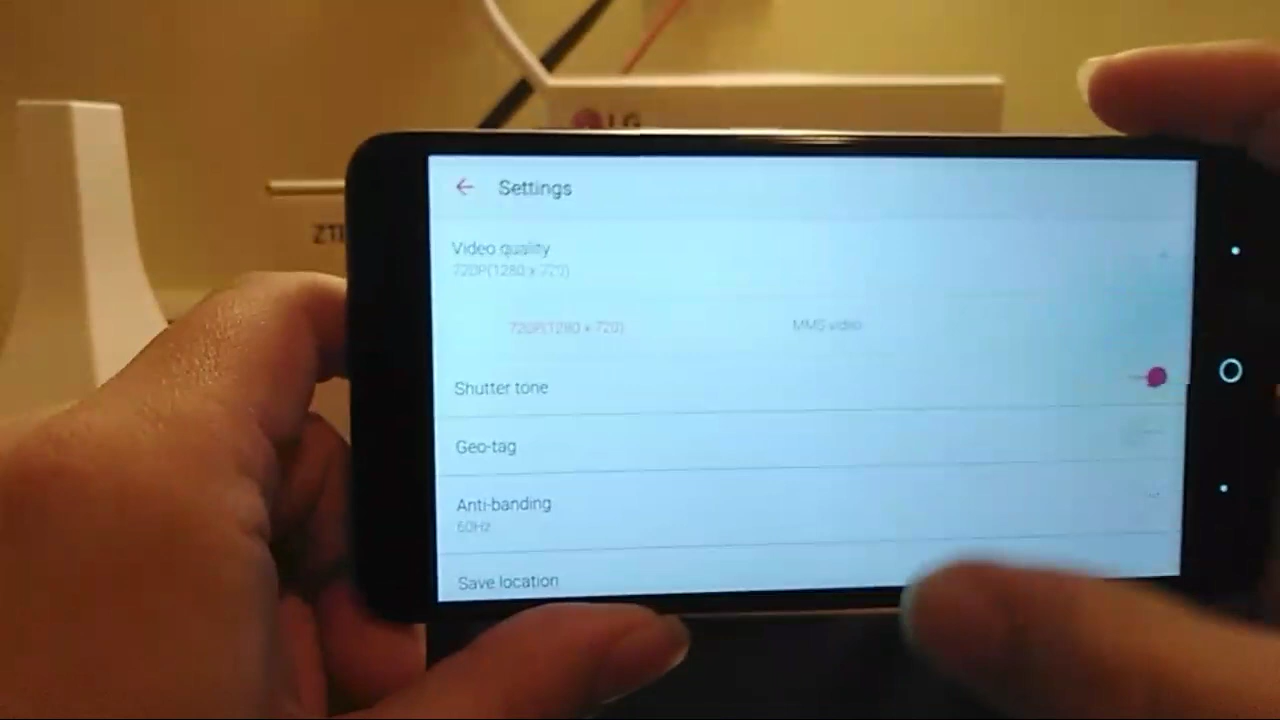 LG
ZTE
Settings
Video quality
720P(1280 x 720)
720P(1280 x 720)
MMS video
Shutter tone
Geo-tag
Anti-banding
60Hz
Save location